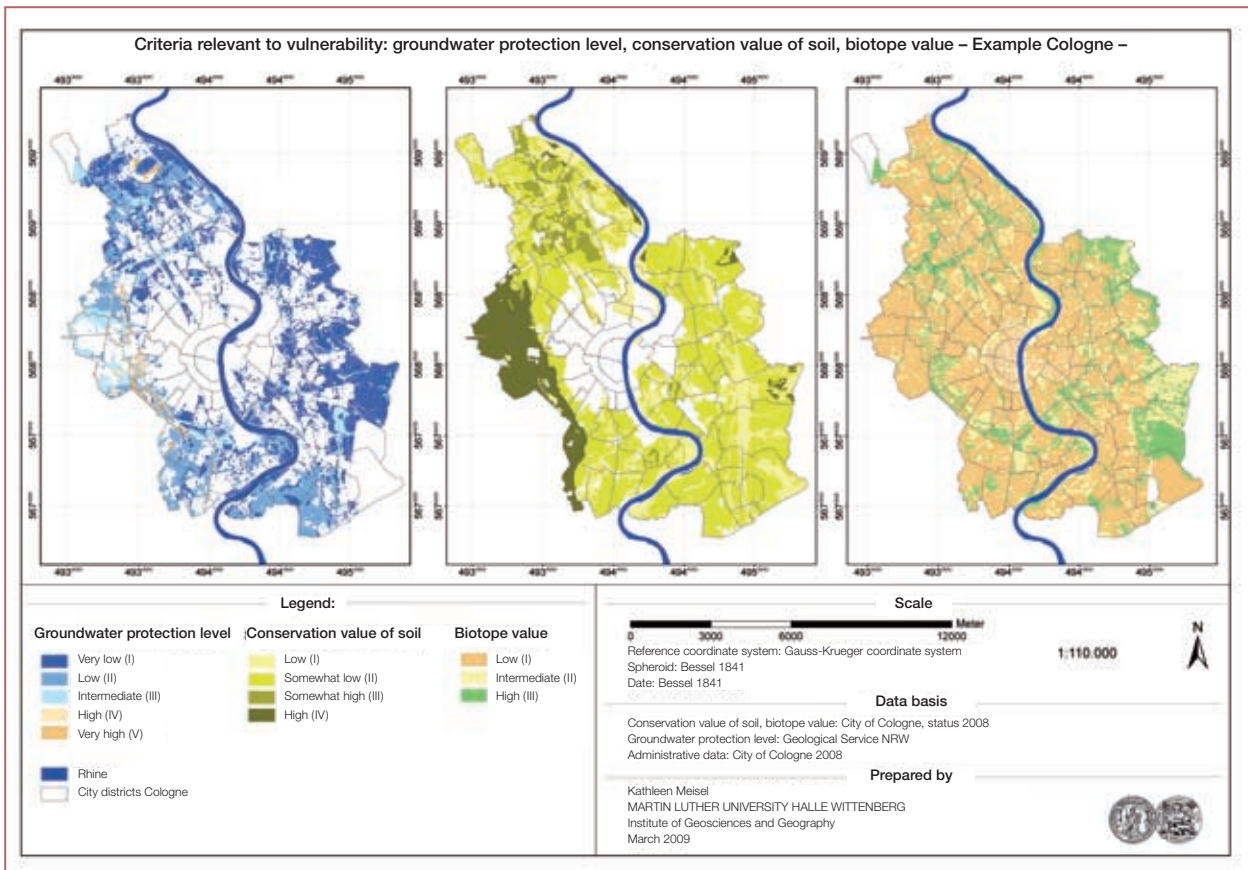 Criteria relevant to vulnerability: groundwater protection level, conservation value of soil, biotope value – Example Cologne –
Legend:
Groundwater protection level
Very low (I)
Low (II)
Intermediate (III)
High (IV)
Very high (V)
Rhine
City districts Cologne
Conservation value of soil
Low (I)
Somewhat low (II)
Somewhat high (III)
High (IV)
Biotope value
Low (I)
Intermediate (II)
High (III)
Scale
Meter
0 3000 6000 12000
Reference coordinate system: Gauss-Krueger coordinate system
Spheroid: Bessel 1841
Date: Bessel 1841
1:110.000
N
Data basis
Conservation value of soil, biotope value: City of Cologne, status 2008
Groundwater protection level: Geological Service NRW
Administrative data: City of Cologne 2008
Prepared by
Kathleen Meisel
MARTIN LUTHER UNIVERSITY HALLE WITTENBERG
Institute of Geosciences and Geography
March 2009